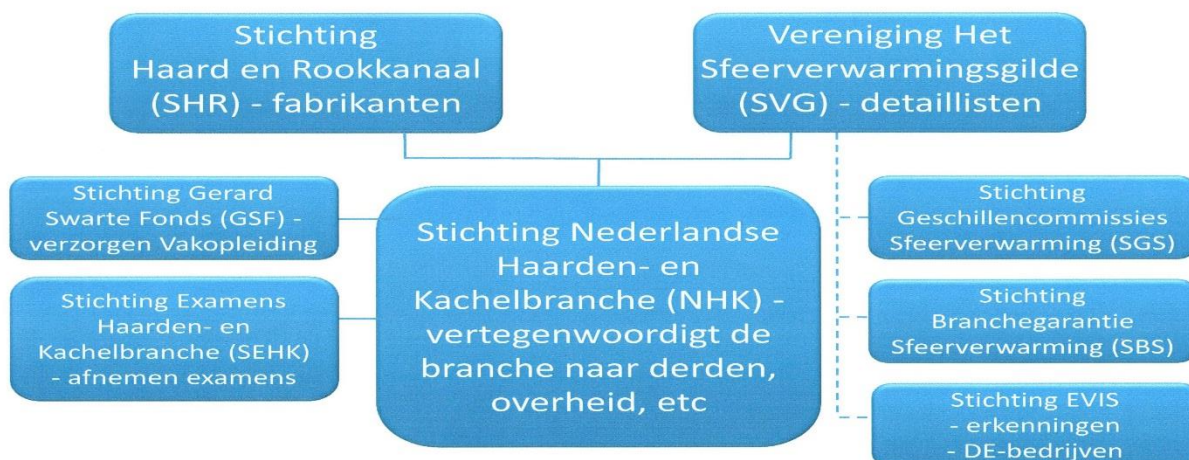 Stichting
Haard en Rookkanaal
(SHR) - fabrikanten
Vereniging Het
Sfeerverwarmingsgilde
(SVG) - detaillisten
Stichting Gerard
Swarte Fonds (GSF) -
verzorgen Vakopleiding
Stichting Examens
Haarden- en
Kachelbranche (SEHK)
- afnemen examens
Stichting Nederlandse
Haarden- en
Kachelbranche (NHK) -
vertegenwoordigt de
branche naar derden,
overheid, etc
Stichting
Geschillencommissies
Sfeerverwarming (SGS)
Stichting
Branchegarantie
Sfeerverwarming (SBS)
Stichting EVIS
- erkenningen
- DE-bedrijven